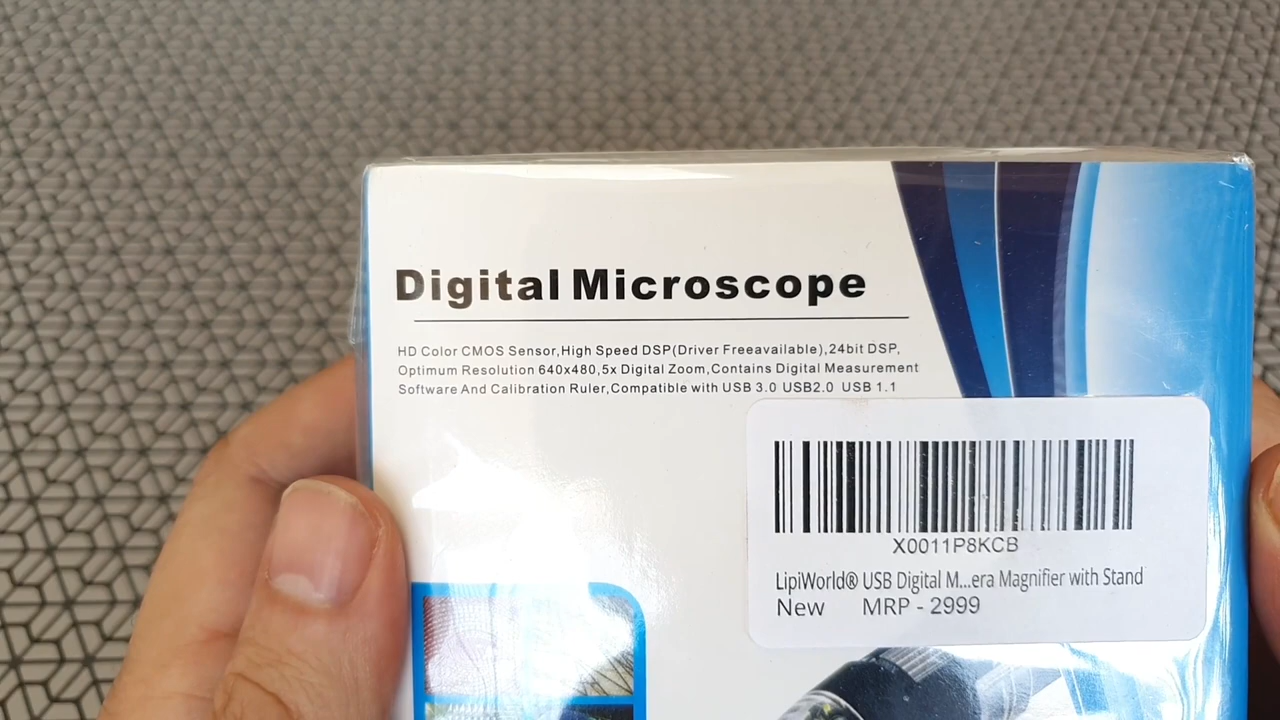 Digital Microscope
HD Color CMOS Sensor,High Speed DSP(Driver Freeavailable),24bit DSP,
Optimum Resolution 640x480,5x Digital Zoom,Contains Digital Measurement
Software And Calibration Ruler,Compatible with USB 3.0 USB2.0 USB 1.1
X0011P8KCB
LipiWorld® USB Digital M...era Magnifier with Stand
New MRP - 2999